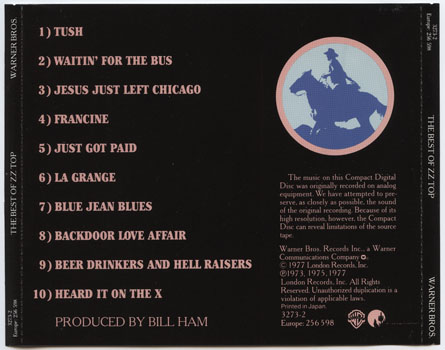 1) TUSH
2) WAITIN' FOR THE BUS
3) JESUS JUST LEFT CHICAGO
4) FRANCINE
5) JUST GOT PAID
6) LA GRANGE
7) BLUE JEAN BLUES
8) BACKDOOR LOVE AFFAIR
9) BEER DRINKERS AND HELL RAISERS
10) HEARD IT ON THE X
PRODUCED BY BILL HAM
The music on this Compact Digital
Disc was originally recorded on analog
equipment. We have attempted to pre-
serve, as closely as possible, the sound
of the original recording. Because of its
high resolution, however, the Compact
Disc can reveal limitations of the source
tape.
Warner Bros. Records Inc., a Warner
Communications Company
© 1977 London Records, Inc.
℗ 1973, 1975, 1977
London Records, Inc. All Rights
Reserved. Unauthorized duplication is a
violation of applicable laws.
Printed in Japan
3273-2
Europe: 256 598
WARNER BROS.
THE BEST OF ZZ TOP
3273-2
Europe: 256 598
3273-2
Europe: 256 598
THE BEST OF ZZ TOP
WARNER BROS.